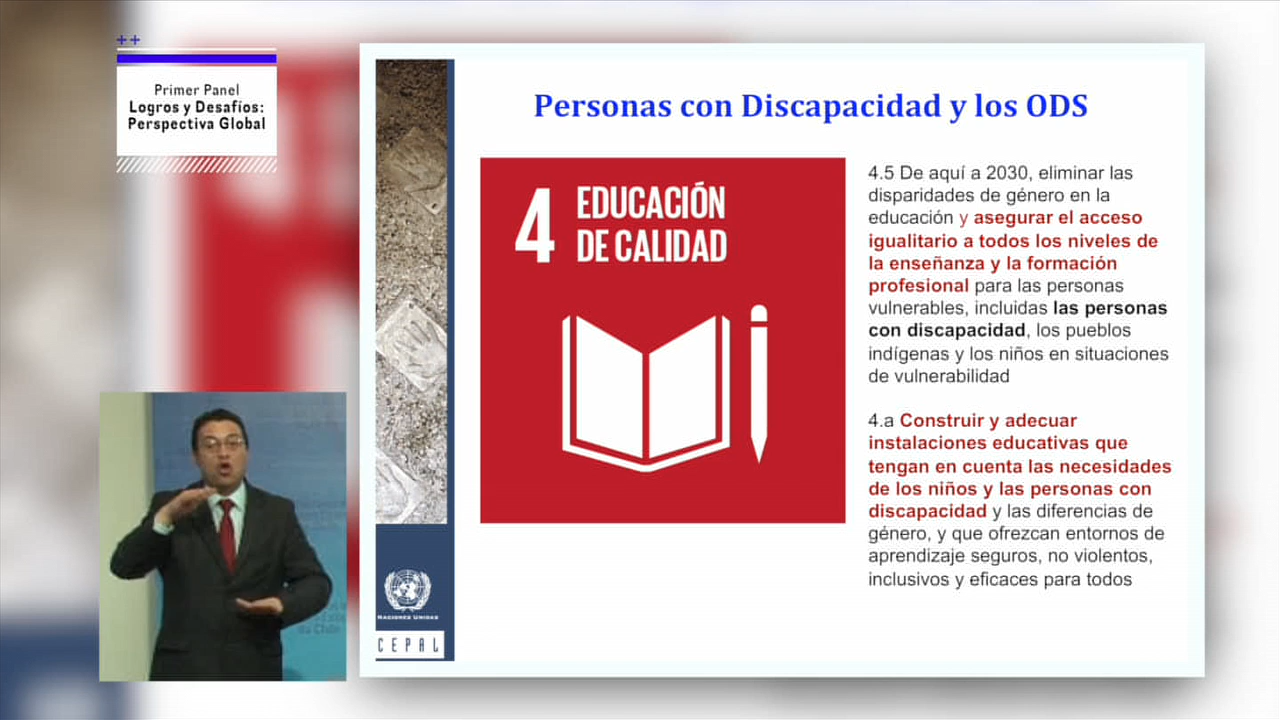 Primer Panel
Logros y Desafíos:
Perspectiva Global
Personas con Discapacidad y los ODS
4 EDUCACIÓN
DE CALIDAD
4.5 De aquí a 2030, eliminar las
disparidades de género en la
educación y asegurar el acceso
igualitario a todos los niveles de
la enseñanza y la formación
profesional para las personas
vulnerables, incluidas las personas
con discapacidad, los pueblos
indígenas y los niños en situaciones
de vulnerabilidad
4.a Construir y adecuar
instalaciones educativas que
tengan en cuenta las necesidades
de los niños y las personas con
discapacidad y las diferencias de
género, y que ofrezcan entornos de
aprendizaje seguros, no violentos,
inclusivos y eficaces para todos
NACIONES UNIDAS
CEPAL
de Chile